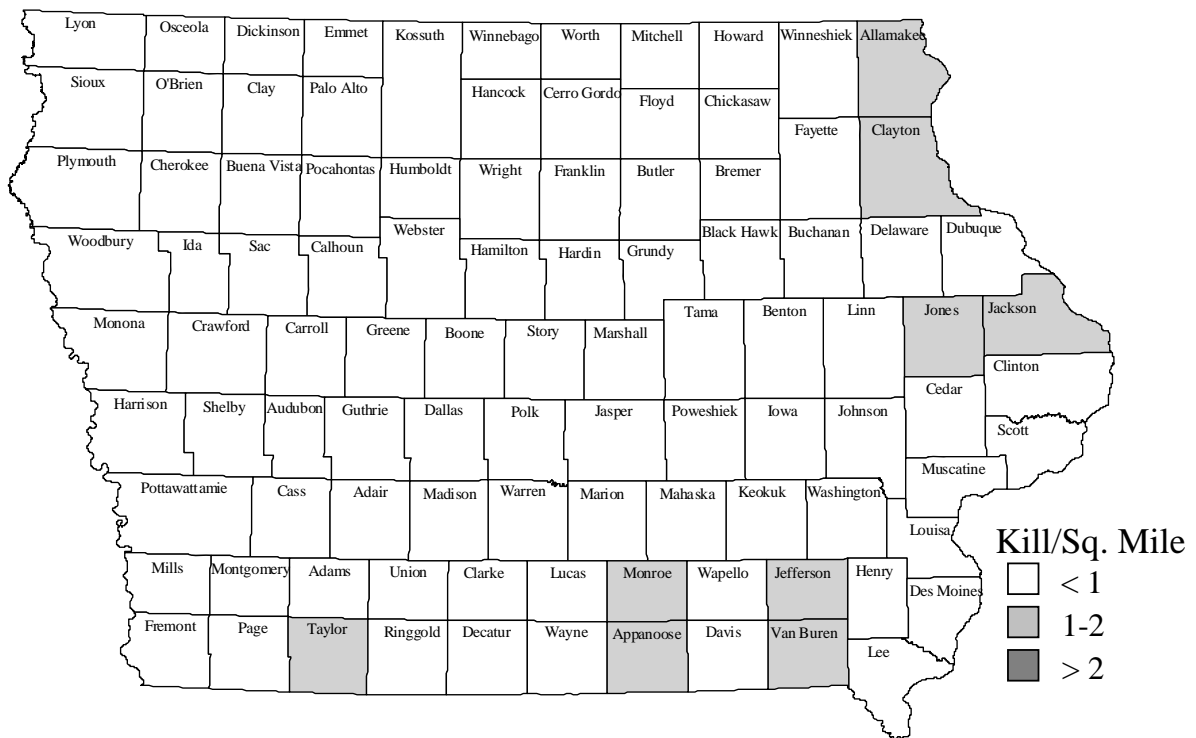 Lyon Osceola Dickinson Emmet Kossuth Winnebago Worth Mitchell Howard Winneshiek Allamakee
Sioux O'Brien Clay Palo Alto Hancock Cerro Gordo Floyd Chickasaw
Fayette Clayton
Plymouth Cherokee Buena Vista Pocahontas Humboldt Wright Franklin Butler Bremer
Woodbury Ida Sac Calhoun Webster Hamilton Hardin Grundy Black Hawk Buchanan Delaware Dubuque
Monona Crawford Carroll Greene Boone Story Marshall Tama Benton Linn Jones Jackson
Clinton
Harrison Shelby Audubon Guthrie Dallas Polk Jasper Poweshiek Iowa Johnson Cedar
Scott
Muscatine
Pottawattamie Cass Adair Madison Warren Marion Mahaska Keokuk Washington
Louisa
Mills Montgomery Adams Union Clarke Lucas Monroe Wapello Jefferson Henry
Des Moines
Fremont Page Taylor Ringgold Decatur Wayne Appanoose Davis Van Buren Lee
Kill/Sq. Mile
< 1
1-2
> 2